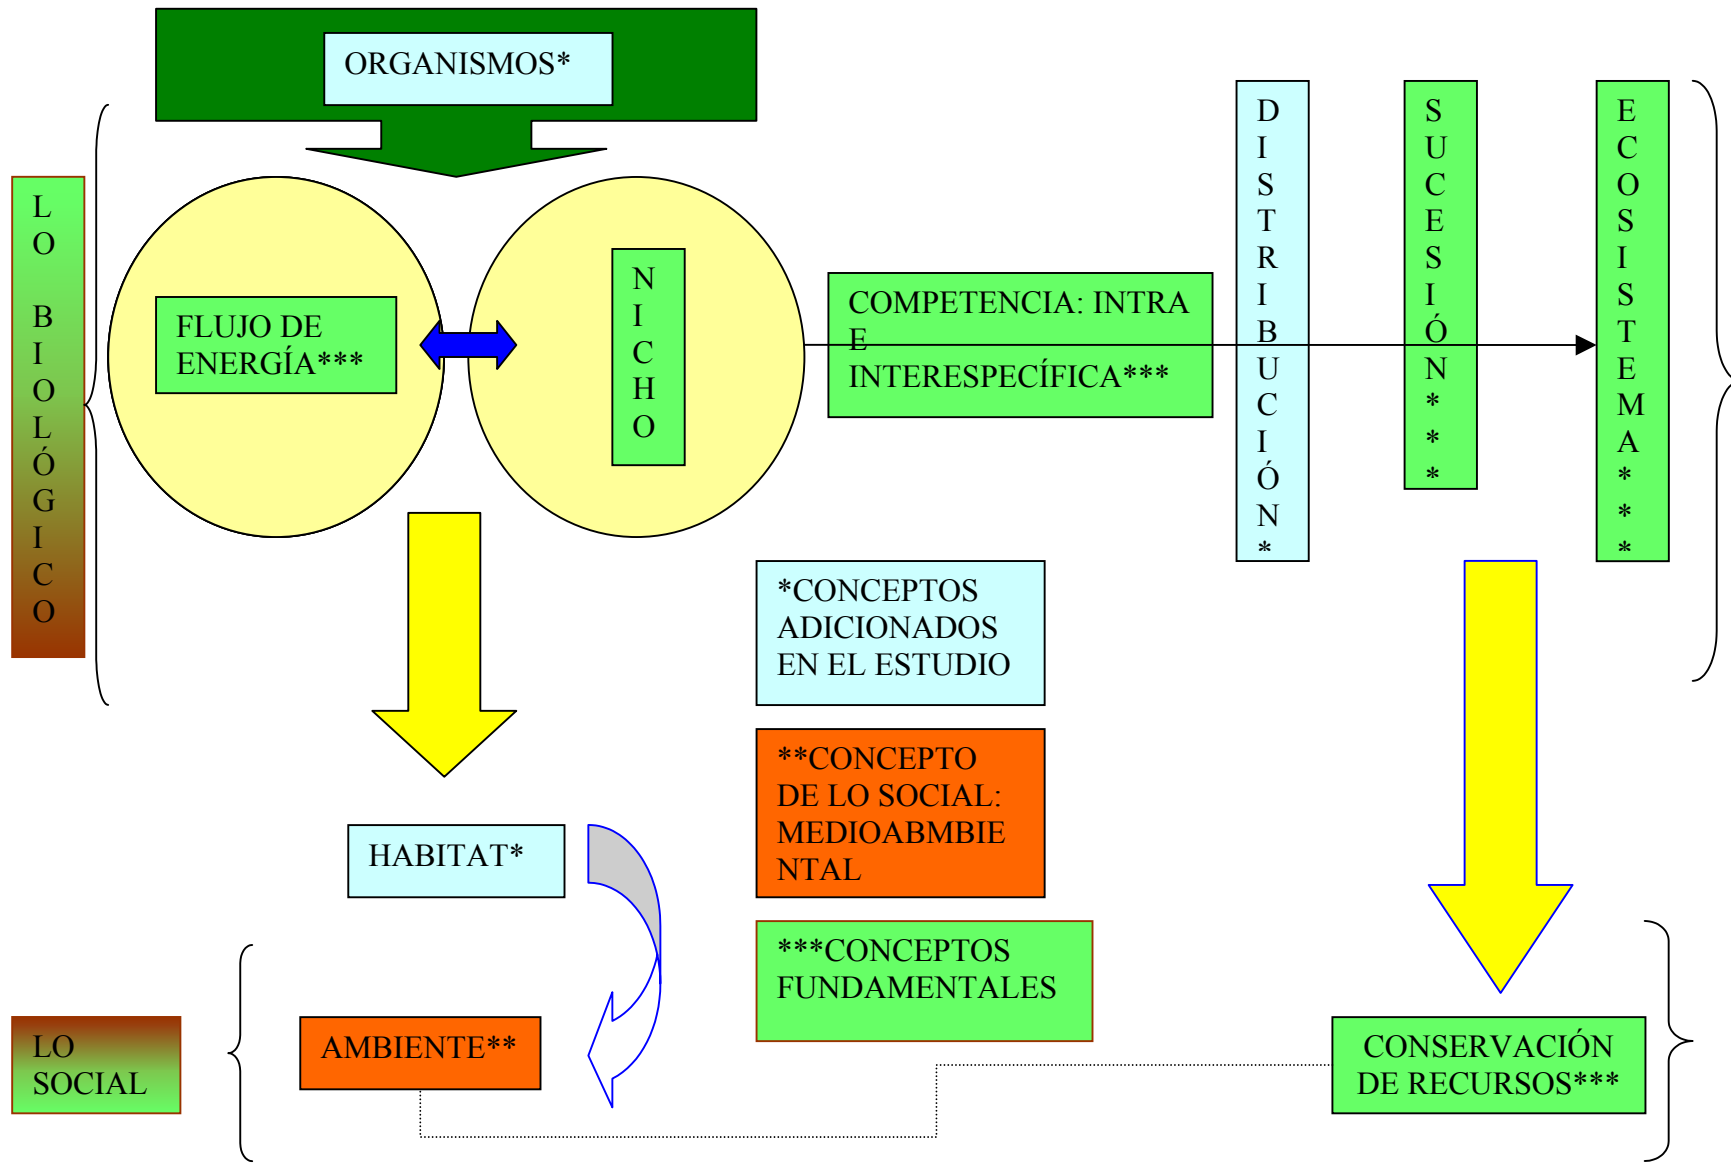 ORGANISMOS*
LO BIOLÓGICO
FLUJO DE
ENERGÍA***
NICHO
COMPETENCIA: INTRA
E
INTERESPECÍFICA***
DISTRIBUCIÓN*
SUCESIÓN***
ECOSISTEMA***
*CONCEPTOS
ADICIONADOS
EN EL ESTUDIO
**CONCEPTO
DE LO SOCIAL:
MEDIOABMBIE
NTAL
HABITAT*
***CONCEPTOS
FUNDAMENTALES
LO
SOCIAL
AMBIENTE**
CONSERVACIÓN
DE RECURSOS***